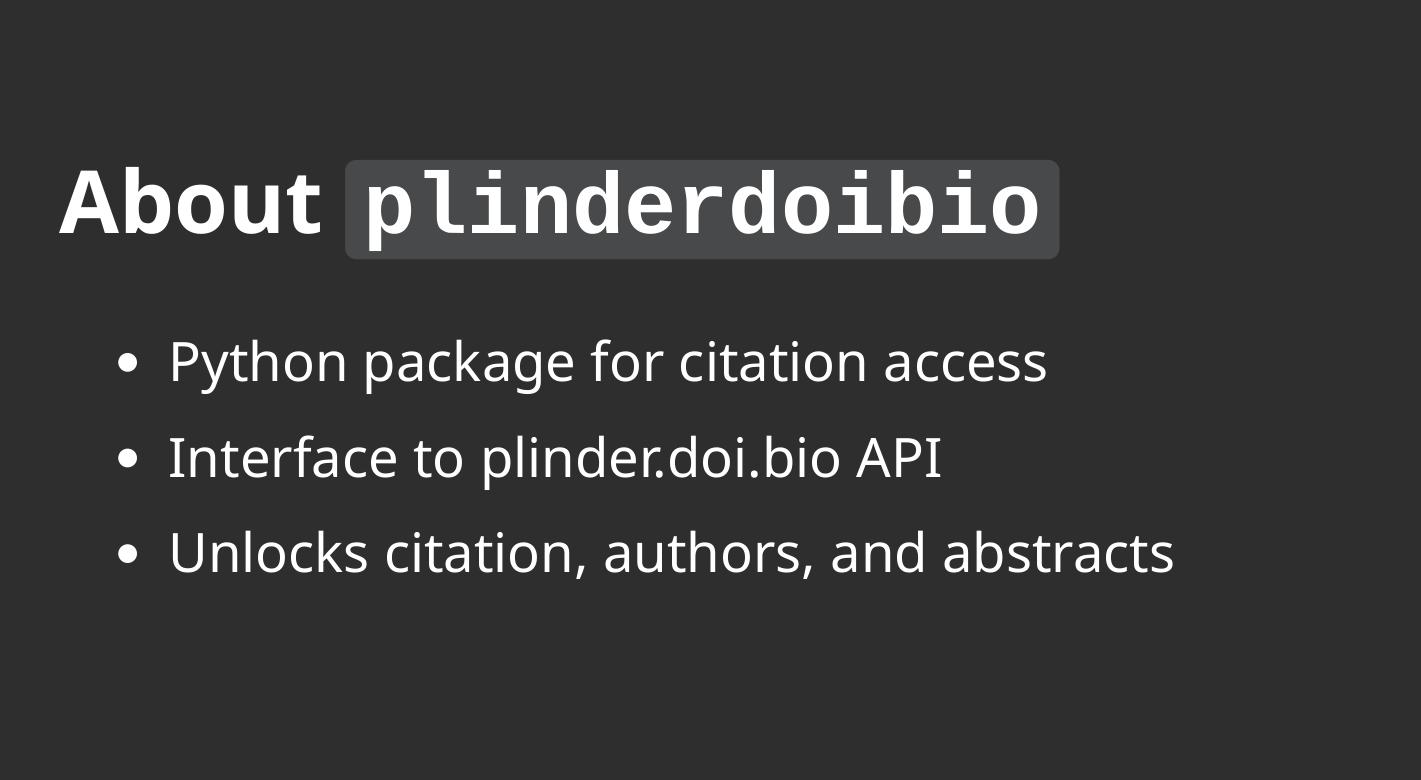 About plinderdoibio
Python package for citation access
Interface to plinder.doi.bio API
Unlocks citation, authors, and abstracts